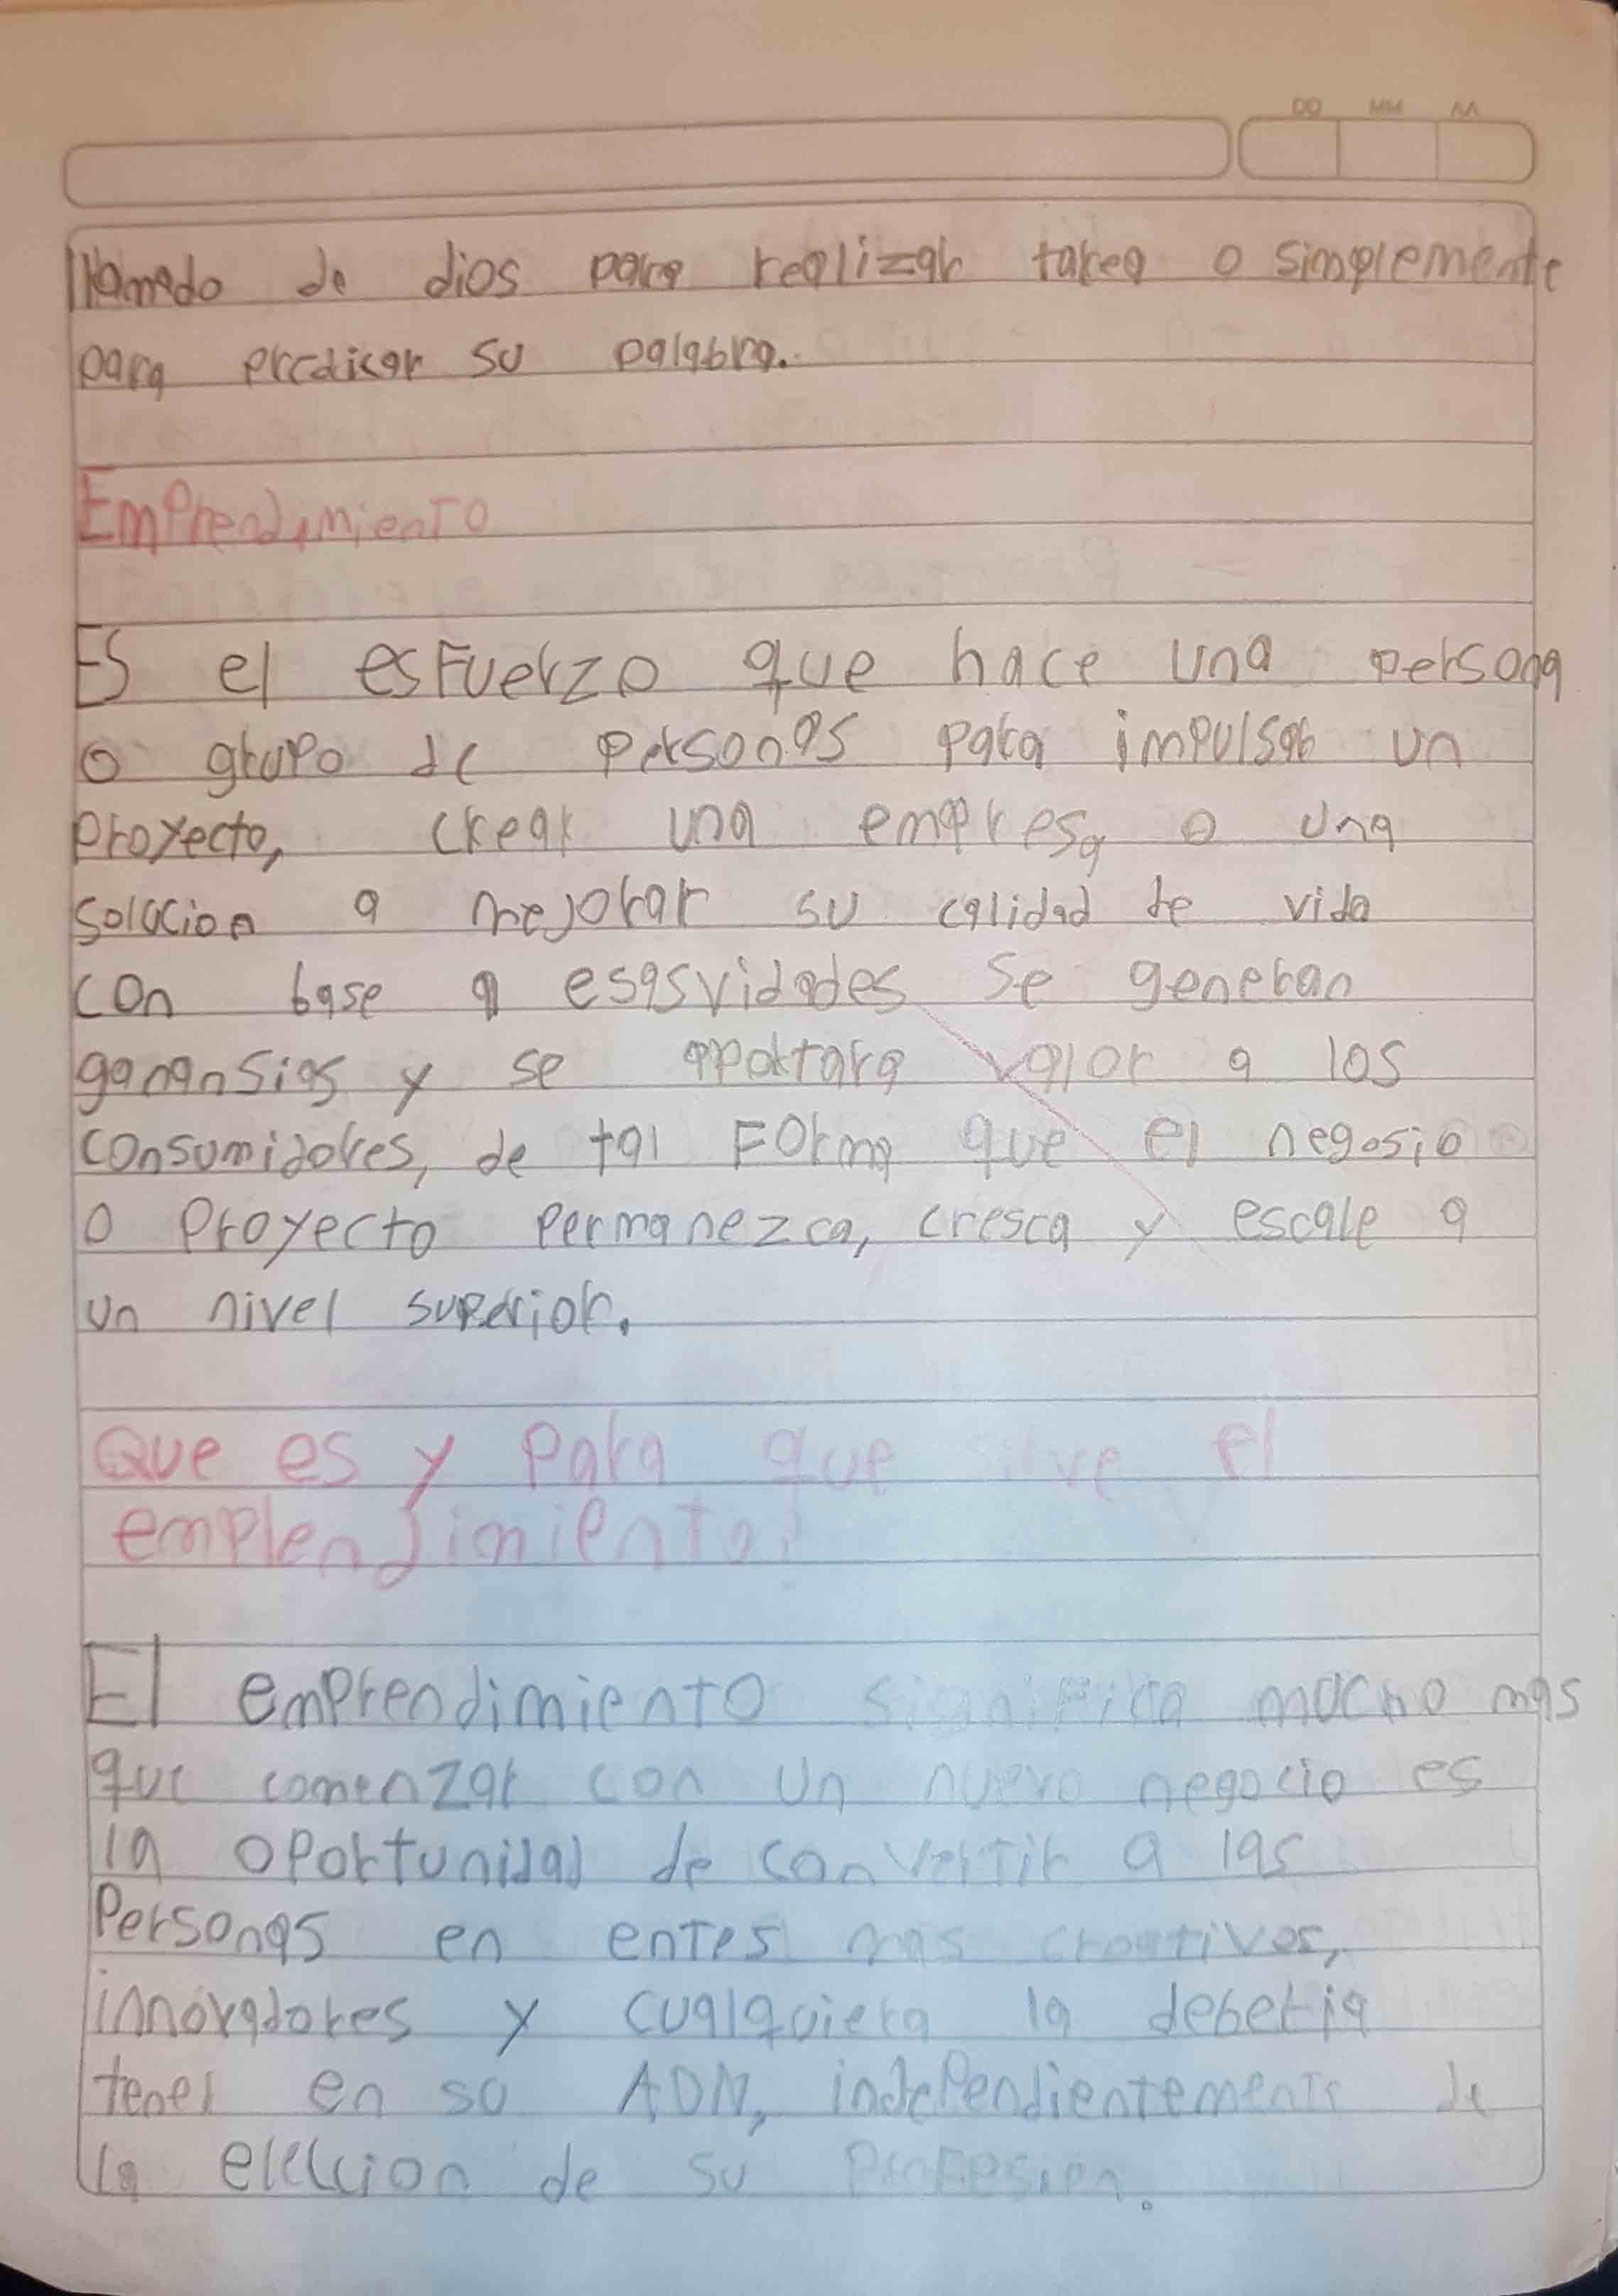 DD MM AA
llamado de dios para realizar tarea o simplemente
para predicar su palabra.
Emprendimiento
Es el esfuerzo que hace una persona
o grupo de personas para impulsar un
proyecto, crear una empresa o una
solucion a mejorar su calidad de vida
con base a esasvidades se generan
ganansias y se aportara valor a los
consumidores, de tal Forma que el negosio
o proyecto permanezca, cresca y escale a
un nivel superior.
Que es y para que sirve el
emplendimiento?
El emprendimiento significa mucho mas
que comenzar con un nuevo negocio es
la oportunidad de convertir a las
Personas en entes mas creativos,
innovadores y cualquiera la deberia
tener en su ADN, independientemente de
la eleccion de su profesion.